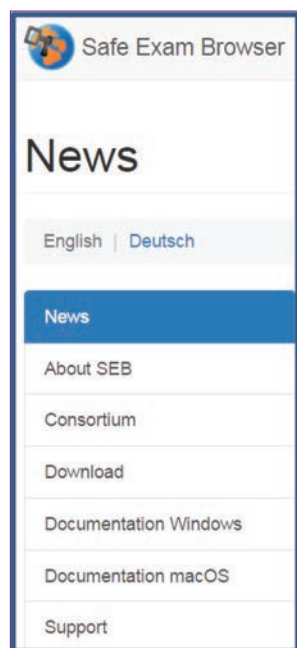 Safe Exam Browser
News
English | Deutsch
News
About SEB
Consortium
Download
Documentation Windows
Documentation macOS
Support